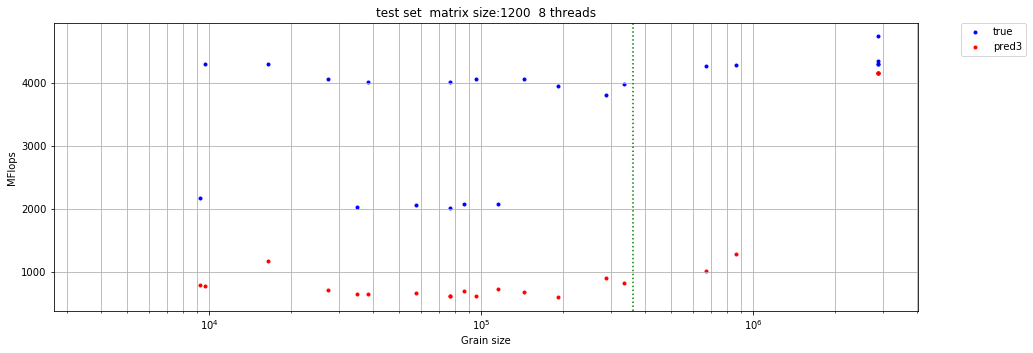 test set  matrix size:1200  8 threads
true
pred3
MFlops
4000
3000
2000
1000
10^4
10^5
10^6
Grain size